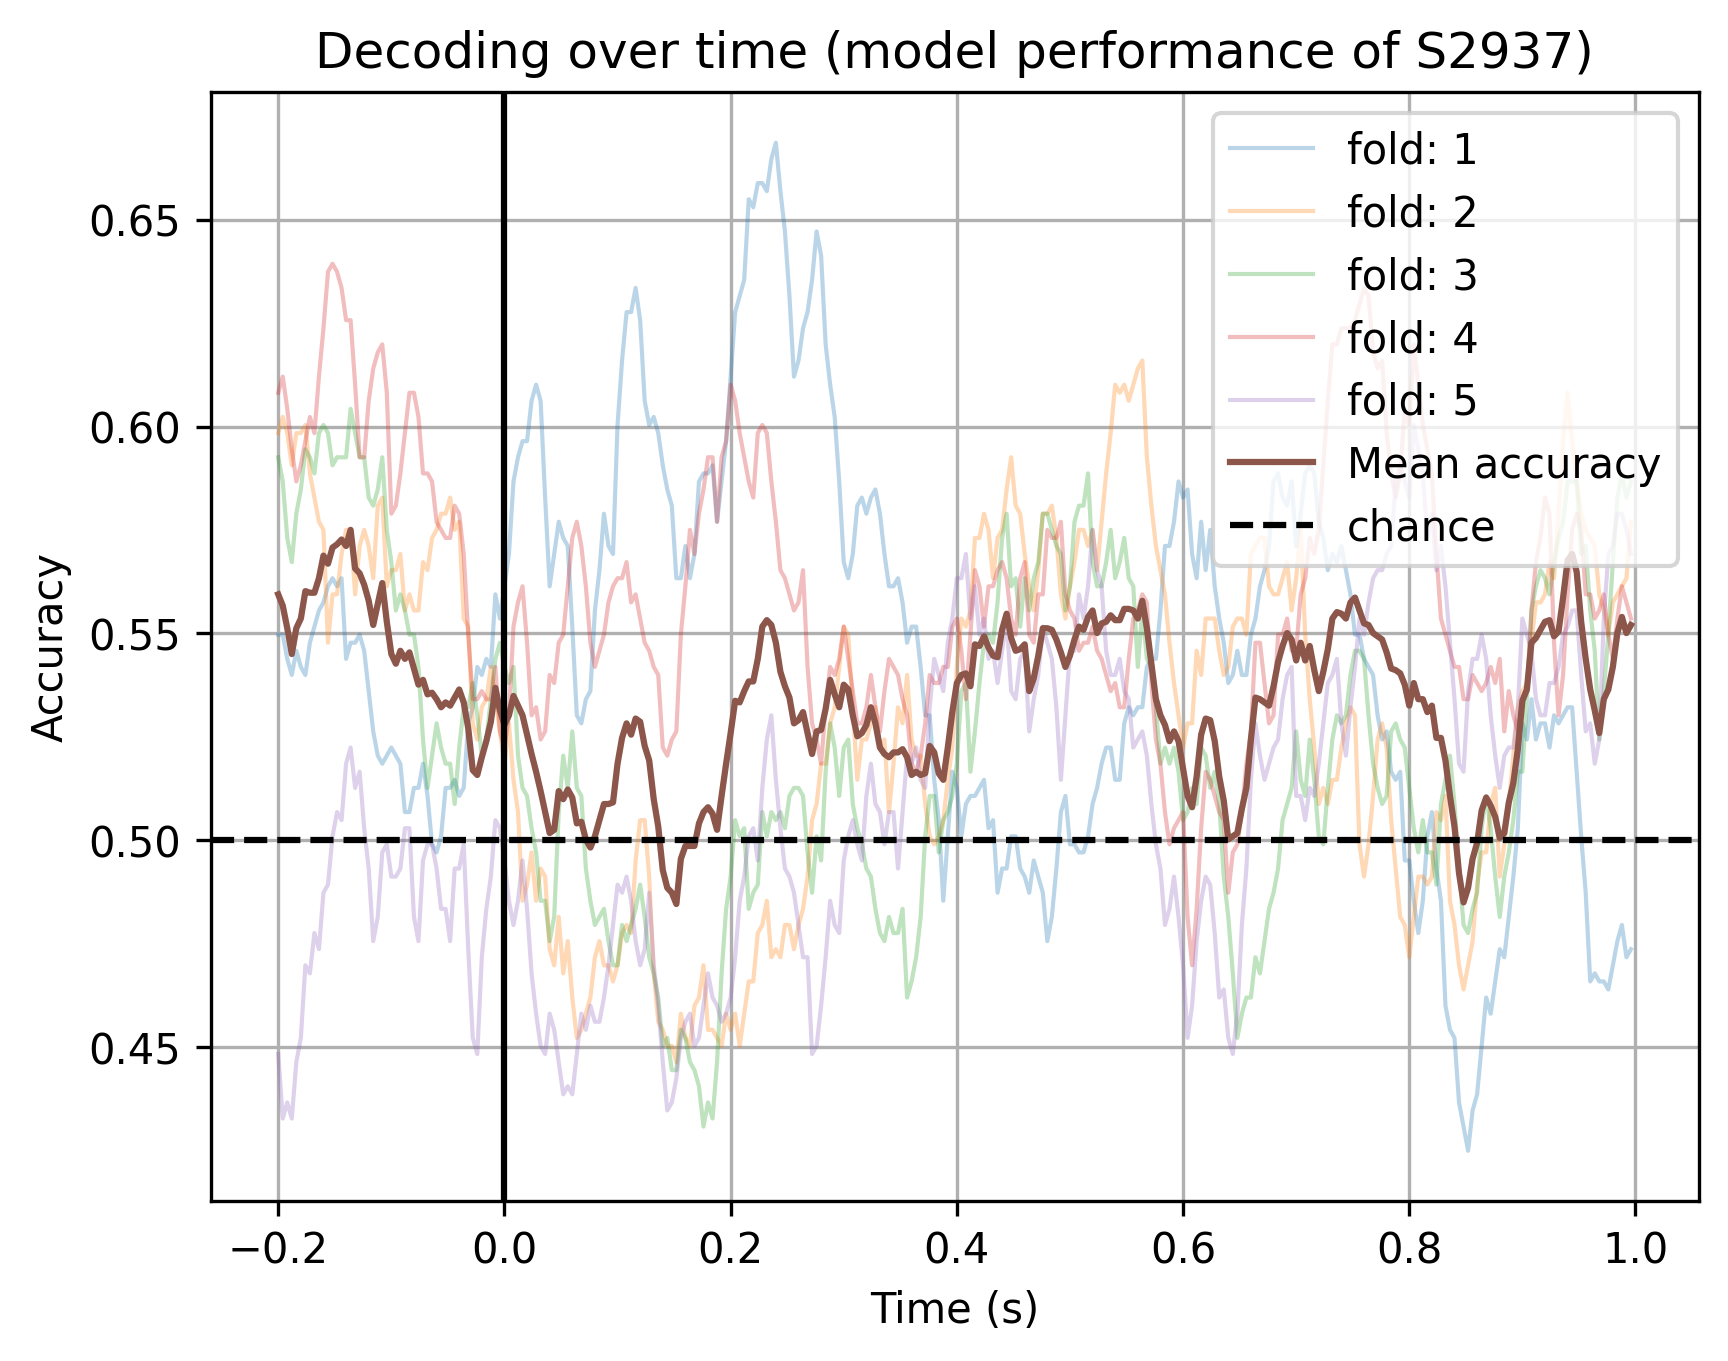 Decoding over time (model performance of S2937)
Accuracy
0.65
0.60
0.55
0.50
0.45
fold: 1
fold: 2
fold: 3
fold: 4
fold: 5
Mean accuracy
chance
−0.2
0.0
0.2
0.4
0.6
0.8
1.0
Time (s)